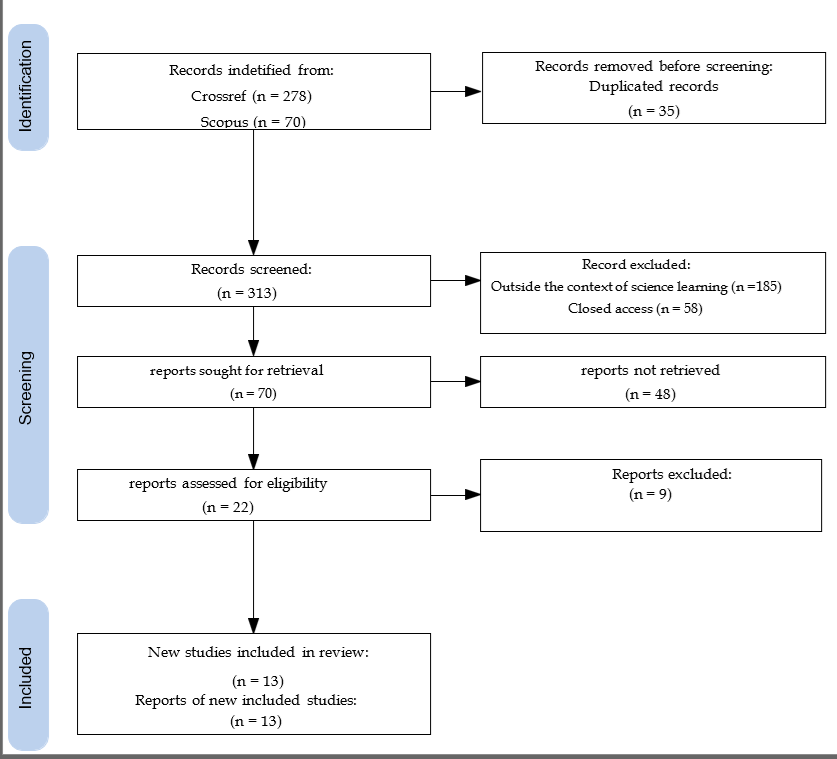 Identification
Records indetified from:
Crossref (n = 278)
Scopus (n = 70)
Records removed before screening:
Duplicated records
(n = 35)
Screening
Records screened:
(n = 313)
Record excluded:
Outside the context of science learning (n =185)
Closed access (n = 58)
reports sought for retrieval
(n = 70)
reports not retrieved
(n = 48)
reports assessed for eligibility
(n = 22)
Reports excluded:
(n = 9)
Included
New studies included in review:
(n = 13)
Reports of new included studies:
(n = 13)